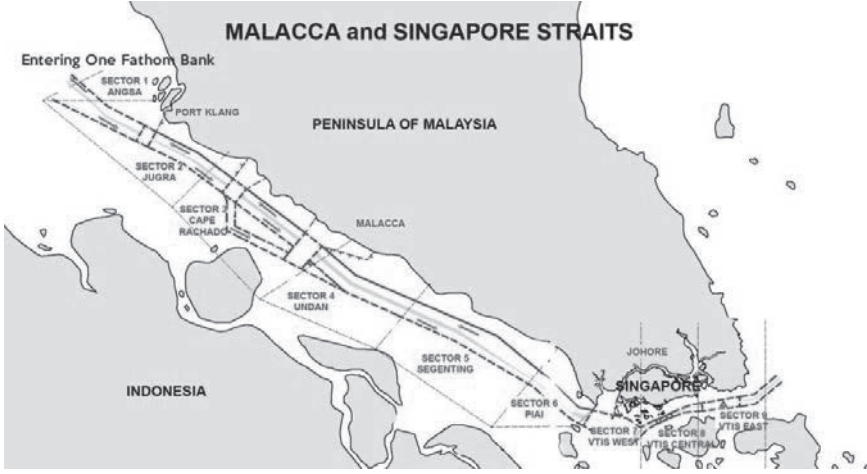 MALACCA and SINGAPORE STRAITS
Entering One Fathom Bank
SECTOR 1
ANGSA
PORT KLANG
PENINSULA OF MALAYSIA
SECTOR 2
JUGRA
SECTOR 3
CAPE
RACHADO
MALACCA
SECTOR 4
UNDAN
SECTOR 5
SEGENTING
INDONESIA
JOHORE
SINGAPORE
SECTOR 6
PIAI
SECTOR 7
VTIS WEST
SECTOR 8
VTIS CENTRAL
SECTOR 9
VTIS EAST